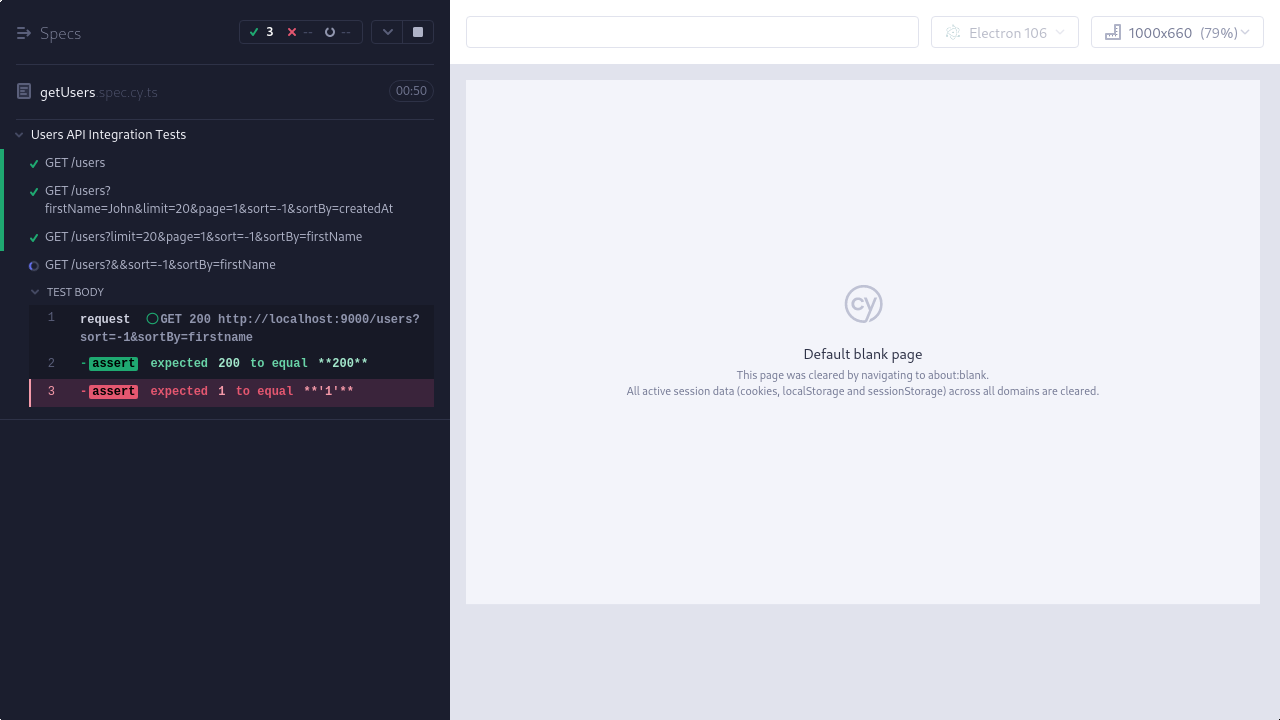 Specs
3
--
--
getUsers spec.cy.ts
00:50
Users API Integration Tests
GET /users
GET /users?
firstName=John&limit=20&page=1&sort=-1&sortBy=createdAt
GET /users?limit=20&page=1&sort=-1&sortBy=firstName
GET /users?&&sort=-1&sortBy=firstName
TEST BODY
1 request GET 200 http://localhost:9000/users?
sort=-1&sortBy=firstname
2 -assert expected 200 to equal **200**
3 -assert expected 1 to equal **'1'**
Electron 106
1000x660 (79%)
cy
Default blank page
This page was cleared by navigating to about:blank.
All active session data (cookies, localStorage and sessionStorage) across all domains are cleared.